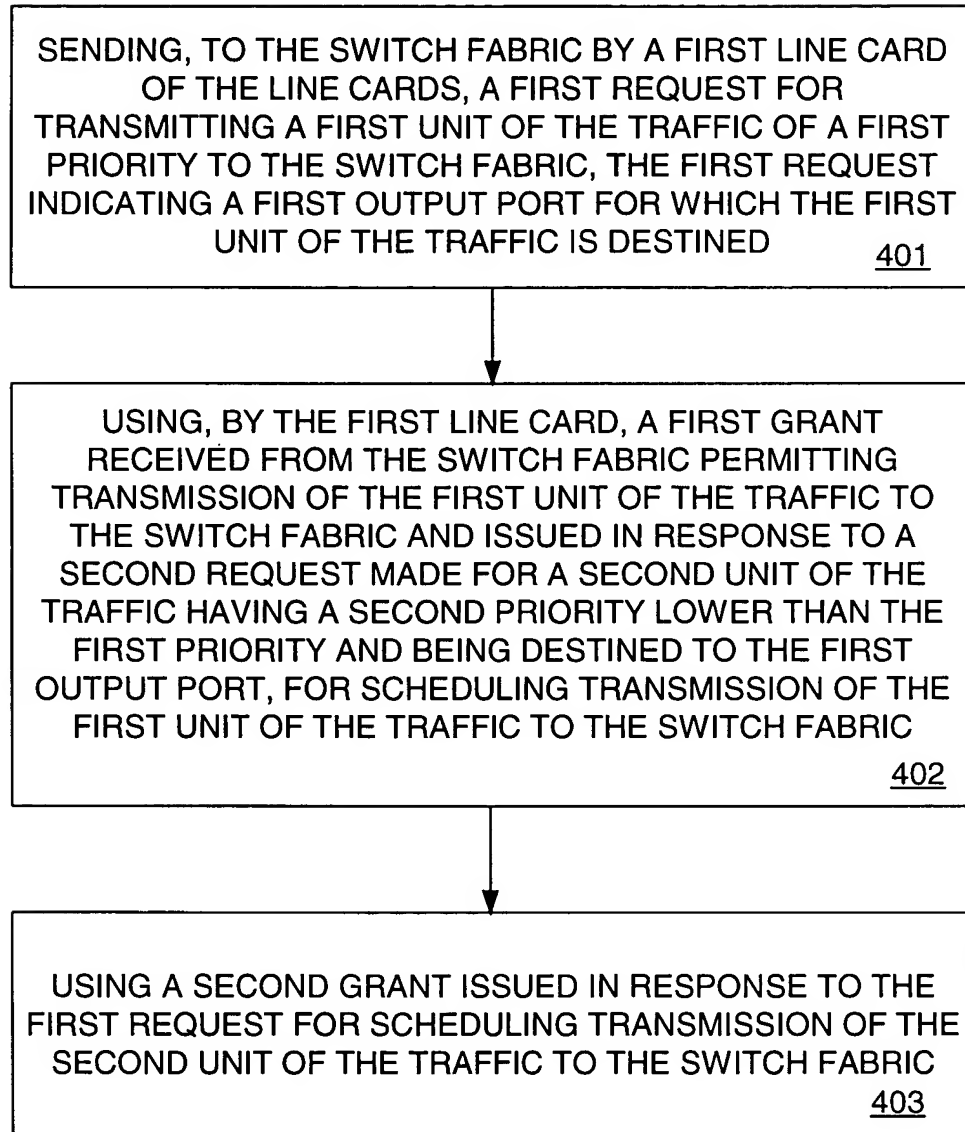 SENDING, TO THE SWITCH FABRIC BY A FIRST LINE CARD
OF THE LINE CARDS, A FIRST REQUEST FOR
TRANSMITTING A FIRST UNIT OF THE TRAFFIC OF A FIRST
PRIORITY TO THE SWITCH FABRIC, THE FIRST REQUEST
INDICATING A FIRST OUTPUT PORT FOR WHICH THE FIRST
UNIT OF THE TRAFFIC IS DESTINED
401
USING, BY THE FIRST LINE CARD, A FIRST GRANT
RECEIVED FROM THE SWITCH FABRIC PERMITTING
TRANSMISSION OF THE FIRST UNIT OF THE TRAFFIC TO
THE SWITCH FABRIC AND ISSUED IN RESPONSE TO A
SECOND REQUEST MADE FOR A SECOND UNIT OF THE
TRAFFIC HAVING A SECOND PRIORITY LOWER THAN THE
FIRST PRIORITY AND BEING DESTINED TO THE FIRST
OUTPUT PORT, FOR SCHEDULING TRANSMISSION OF THE
FIRST UNIT OF THE TRAFFIC TO THE SWITCH FABRIC
402
USING A SECOND GRANT ISSUED IN RESPONSE TO THE
FIRST REQUEST FOR SCHEDULING TRANSMISSION OF THE
SECOND UNIT OF THE TRAFFIC TO THE SWITCH FABRIC
403